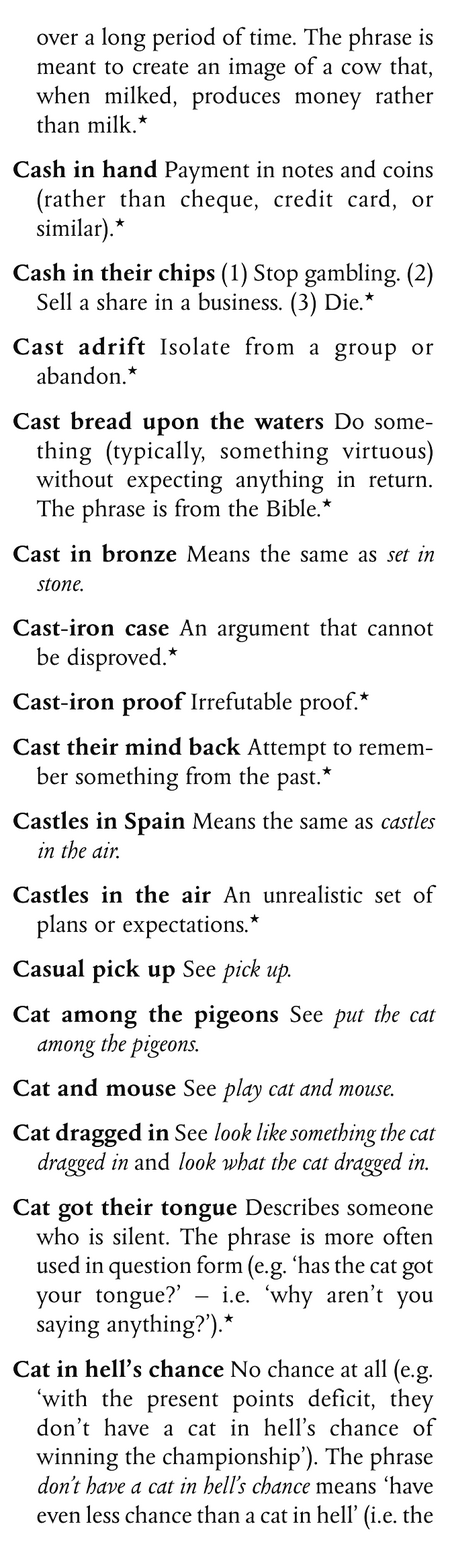 over a long period of time. The phrase is
meant to create an image of a cow that,
when milked, produces money rather
than milk.★
Cash in hand Payment in notes and coins
(rather than cheque, credit card, or
similar).★
Cash in their chips (1) Stop gambling. (2)
Sell a share in a business. (3) Die.★
Cast adrift Isolate from a group or
abandon.★
Cast bread upon the waters Do some-
thing (typically, something virtuous)
without expecting anything in return.
The phrase is from the Bible.★
Cast in bronze Means the same as set in
stone.
Cast-iron case An argument that cannot
be disproved.★
Cast-iron proof Irrefutable proof.★
Cast their mind back Attempt to remem-
ber something from the past.★
Castles in Spain Means the same as castles
in the air.
Castles in the air An unrealistic set of
plans or expectations.★
Casual pick up See pick up.
Cat among the pigeons See put the cat
among the pigeons.
Cat and mouse See play cat and mouse.
Cat dragged in See look like something the cat
dragged in and look what the cat dragged in.
Cat got their tongue Describes someone
who is silent. The phrase is more often
used in question form (e.g. ‘has the cat got
your tongue?’ – i.e. ‘why aren’t you
saying anything?’).★
Cat in hell’s chance No chance at all (e.g.
‘with the present points deficit, they
don’t have a cat in hell’s chance of
winning the championship’). The phrase
don’t have a cat in hell’s chance means ‘have
even less chance than a cat in hell’ (i.e. the